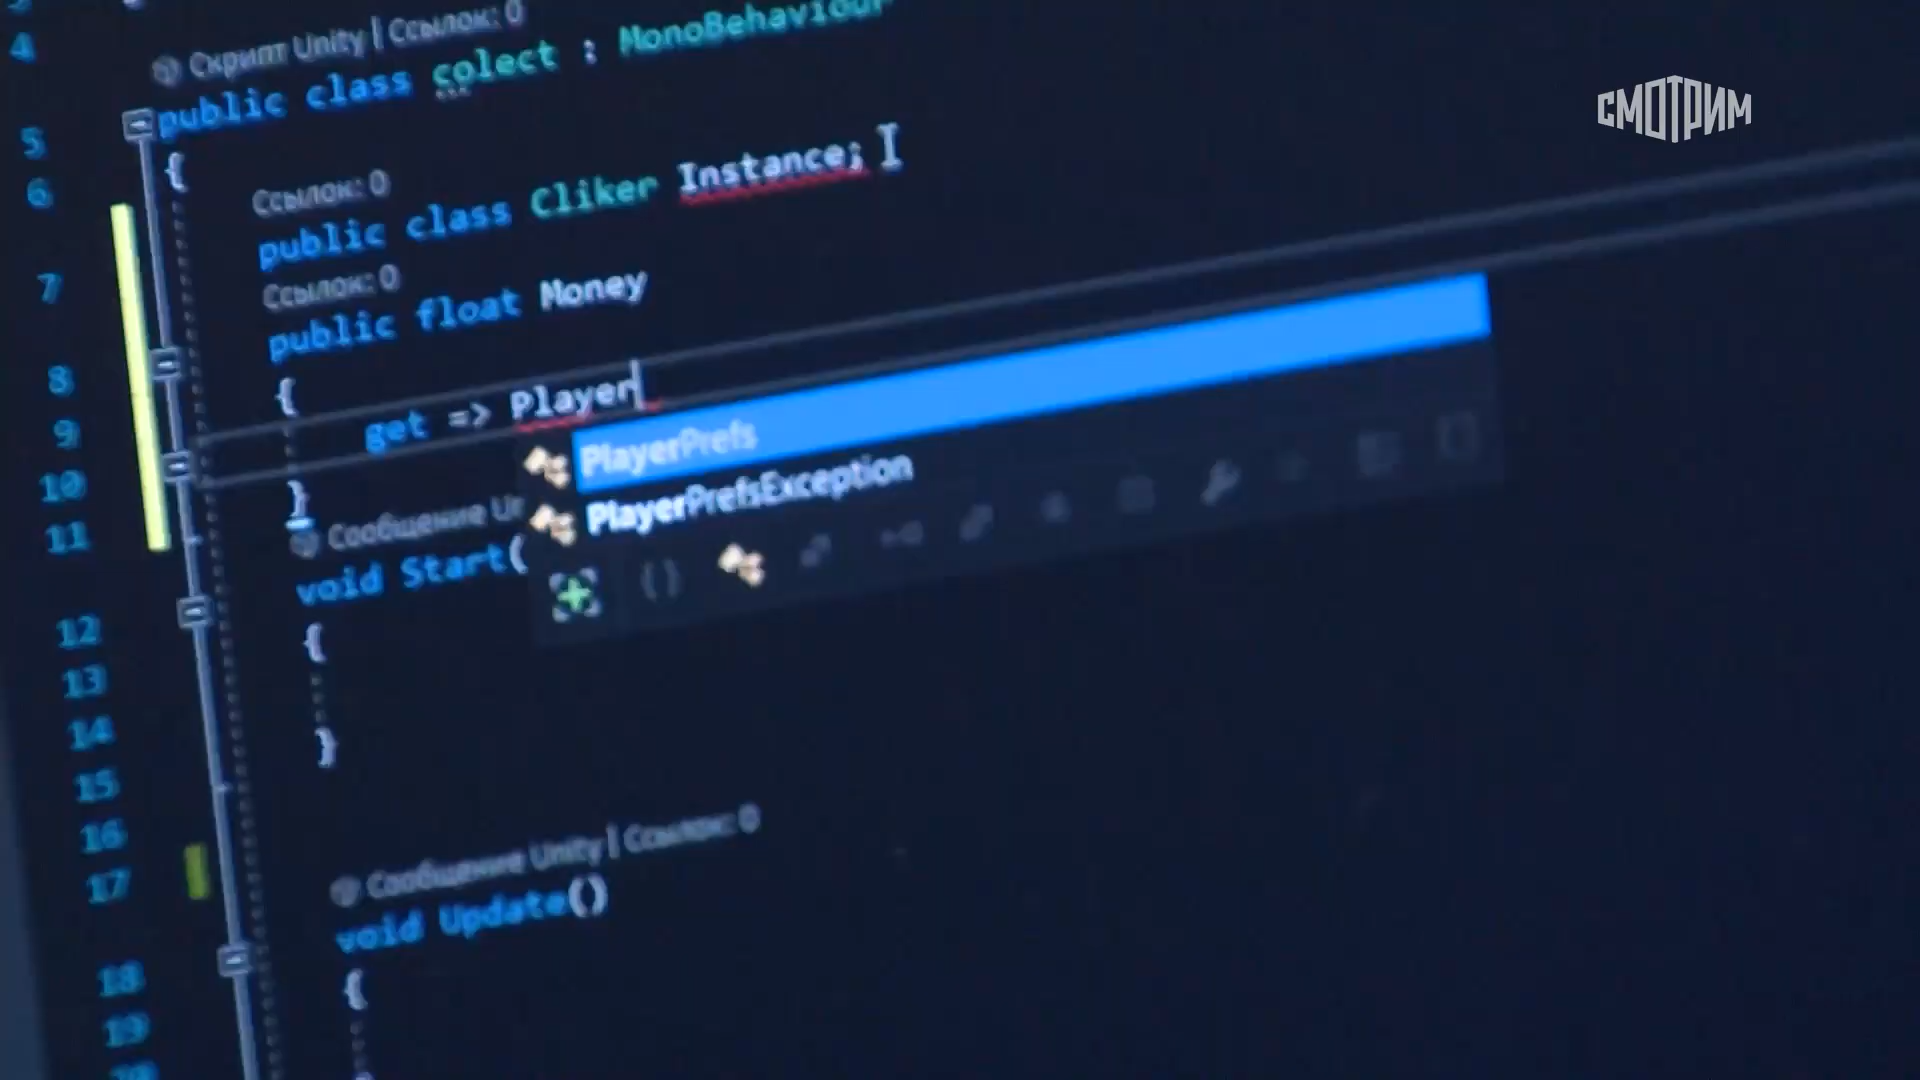 4
Скрипт Unity | Ссылок: 0
public class colect : MonoBehaviour
СМОТРИМ
5 {
6
Ссылок: 0
public class Cliker Instance;
7
Ссылок: 0
public float Money
8 {
9 get => Player
PlayerPrefs
10 }
PlayerPrefsException
11
Сообщение Un
void Start(
{}
12 {
13
14 }
15
16
17
Сообщение Unity | Ссылок: 0
void Update()
18 {
19
20